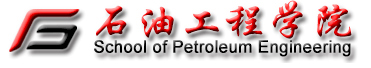 石油工程学院
School of Petroleum Engineering